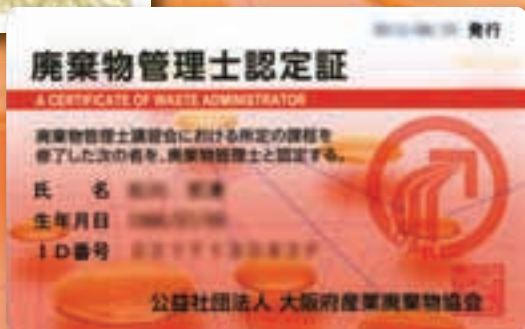 発行
廃棄物管理士認定証
A CERTIFICATE OF WASTE ADMINISTRATOR
廃棄物管理士講習会における所定の課程を
修了した次の者を、廃棄物管理士と認定する。
氏 名
生年月日
ID番号
公益社団法人 大阪府産業廃棄物協会